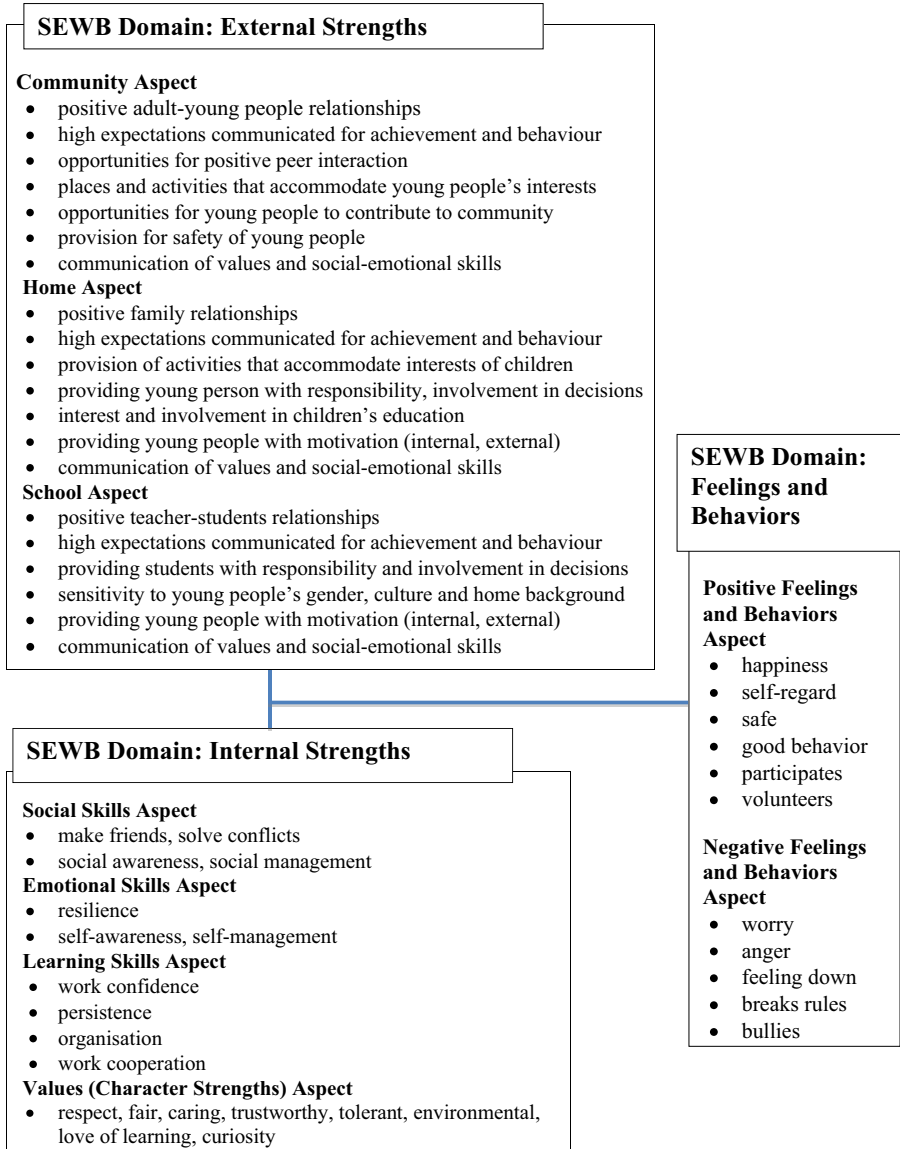 SEWB Domain: External Strengths
Community Aspect
• positive adult-young people relationships
• high expectations communicated for achievement and behaviour
• opportunities for positive peer interaction
• places and activities that accommodate young people's interests
• opportunities for young people to contribute to community
• provision for safety of young people
• communication of values and social-emotional skills
Home Aspect
• positive family relationships
• high expectations communicated for achievement and behaviour
• provision of activities that accommodate interests of children
• providing young person with responsibility, involvement in decisions
• interest and involvement in children's education
• providing young people with motivation (internal, external)
• communication of values and social-emotional skills
School Aspect
• positive teacher-students relationships
• high expectations communicated for achievement and behaviour
• providing students with responsibility and involvement in decisions
• sensitivity to young people's gender, culture and home background
• providing young people with motivation (internal, external)
• communication of values and social-emotional skills
SEWB Domain: Internal Strengths
Social Skills Aspect
• make friends, solve conflicts
• social awareness, social management
Emotional Skills Aspect
• resilience
• self-awareness, self-management
Learning Skills Aspect
• work confidence
• persistence
• organisation
• work cooperation
Values (Character Strengths) Aspect
• respect, fair, caring, trustworthy, tolerant, environmental,
love of learning, curiosity
SEWB Domain:
Feelings and
Behaviors
Positive Feelings
and Behaviors
Aspect
• happiness
• self-regard
• safe
• good behavior
• participates
• volunteers
Negative Feelings
and Behaviors
Aspect
• worry
• anger
• feeling down
• breaks rules
• bullies